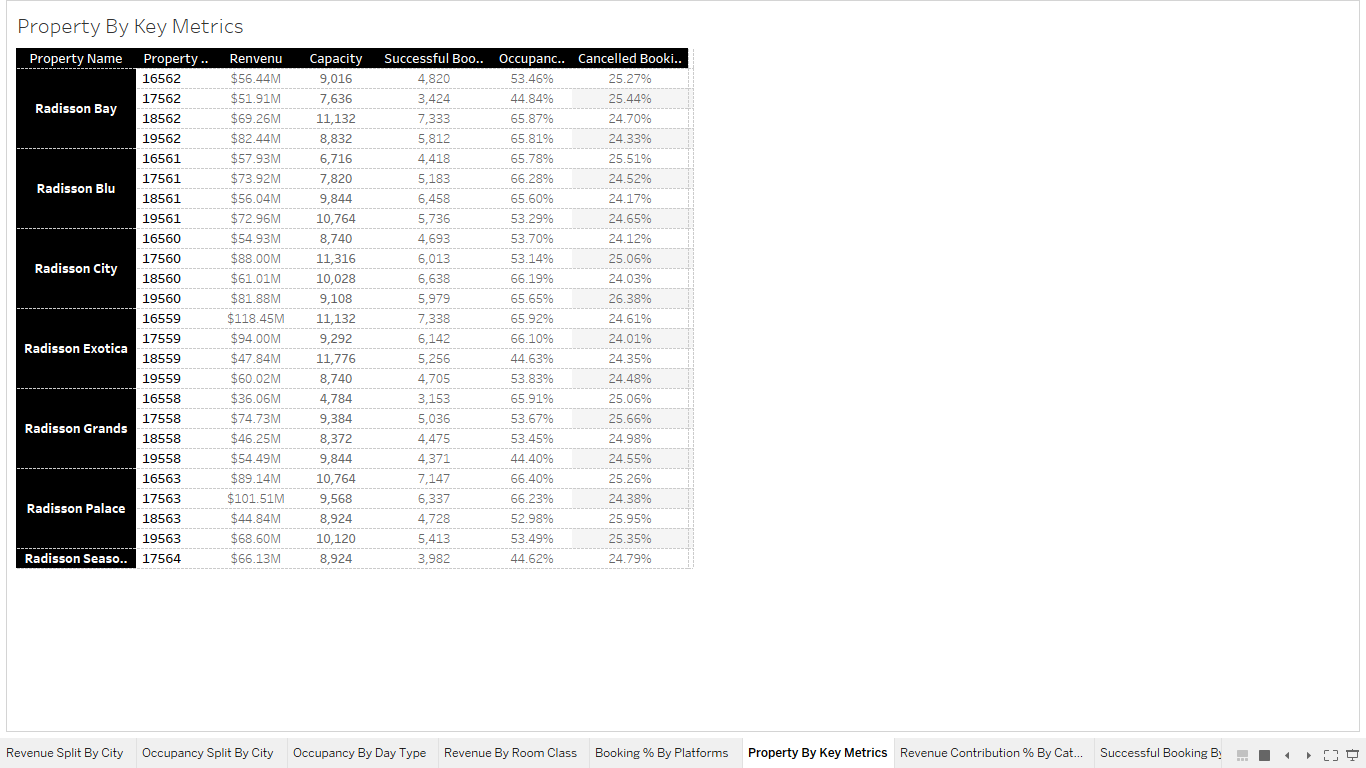 Property By Key Metrics
Property Name Property .. Renvenu Capacity Successful Boo.. Occupanc.. Cancelled Booki..
Radisson Bay
16562 $56.44M 9,016 4,820 53.46% 25.27%
17562 $51.91M 7,636 3,424 44.84% 25.44%
18562 $69.26M 11,132 7,333 65.87% 24.70%
19562 $82.44M 8,832 5,812 65.81% 24.33%
Radisson Blu
16561 $57.93M 6,716 4,418 65.78% 25.51%
17561 $73.92M 7,820 5,183 66.28% 24.52%
18561 $56.04M 9,844 6,458 65.60% 24.17%
19561 $72.96M 10,764 5,736 53.29% 24.65%
Radisson City
16560 $54.93M 8,740 4,693 53.70% 24.12%
17560 $88.00M 11,316 6,013 53.14% 25.06%
18560 $61.01M 10,028 6,638 66.19% 24.03%
19560 $81.88M 9,108 5,979 65.65% 26.38%
Radisson Exotica
16559 $118.45M 11,132 7,338 65.92% 24.61%
17559 $94.00M 9,292 6,142 66.10% 24.01%
18559 $47.84M 11,776 5,256 44.63% 24.35%
19559 $60.02M 8,740 4,705 53.83% 24.48%
Radisson Grands
16558 $36.06M 4,784 3,153 65.91% 25.06%
17558 $74.73M 9,384 5,036 53.67% 25.66%
18558 $46.25M 8,372 4,475 53.45% 24.98%
19558 $54.49M 9,844 4,371 44.40% 24.55%
Radisson Palace
16563 $89.14M 10,764 7,147 66.40% 25.26%
17563 $101.51M 9,568 6,337 66.23% 24.38%
18563 $44.84M 8,924 4,728 52.98% 25.95%
19563 $68.60M 10,120 5,413 53.49% 25.35%
Radisson Seaso.. 17564 $66.13M 8,924 3,982 44.62% 24.79%
Revenue Split By City Occupancy Split By City Occupancy By Day Type Revenue By Room Class Booking % By Platforms Property By Key Metrics Revenue Contribution % By Cat... Successful Booking By